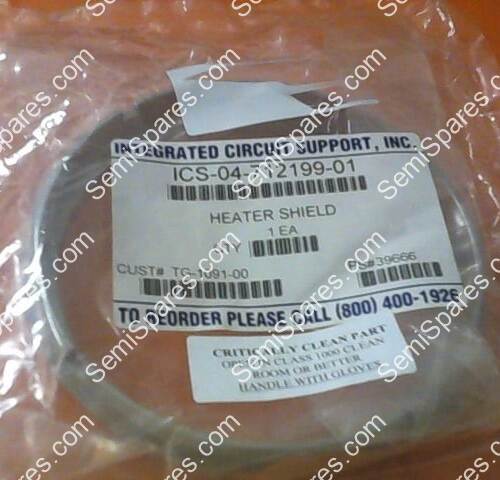 INTEGRATED CIRCUIT SUPPORT, INC.
ICS-04-712199-01
HEATER SHIELD
1 EA
CUST# TG-1091-00
FS#39666
TO REORDER PLEASE CALL (800) 400-1926
CRITICALLY CLEAN PART
OPEN IN CLASS 1000 CLEAN
ROOM OR BETTER
HANDLE WITH GLOVES
SemiSpares.com